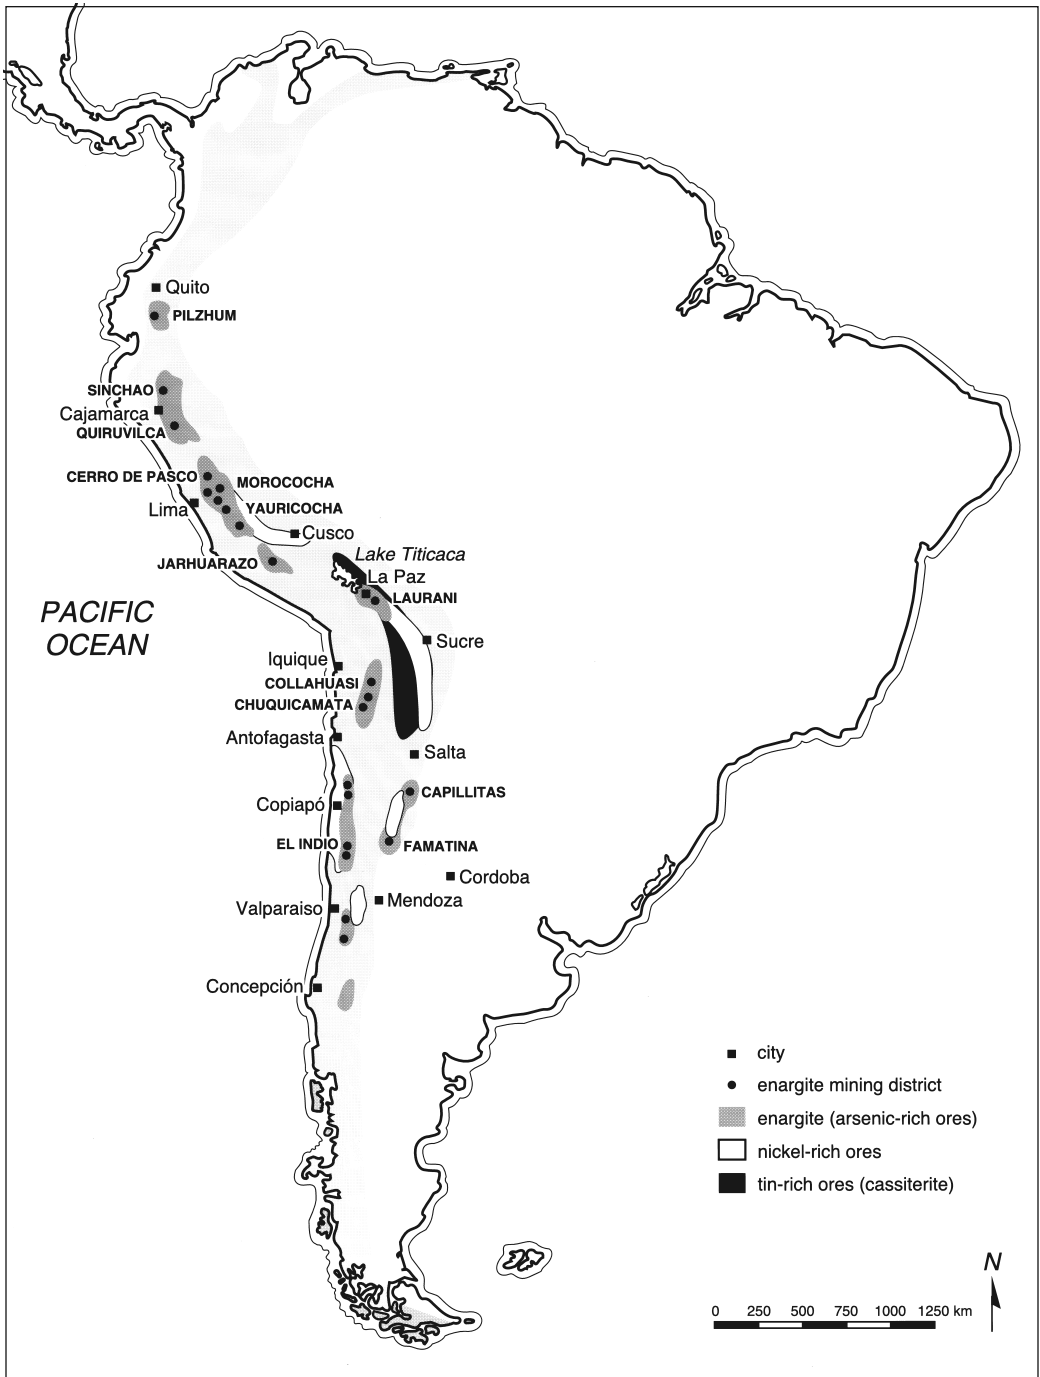 Quito
PILZHUM
SINCHAO
Cajamarca
QUIRUVILCA
CERRO DE PASCO
MOROCOCHA
Lima
YAURICOCHA
Cusco
Lake Titicaca
JARHUARAZO
La Paz
LAURANI
PACIFIC
OCEAN
Sucre
Iquique
COLLAHUASI
CHUQUICAMATA
Antofagasta
Salta
CAPILLITAS
Copiapó
EL INDIO
FAMATINA
Cordoba
Mendoza
Valparaiso
Concepción
city
enargite mining district
enargite (arsenic-rich ores)
nickel-rich ores
tin-rich ores (cassiterite)
N
0 250 500 750 1000 1250 km